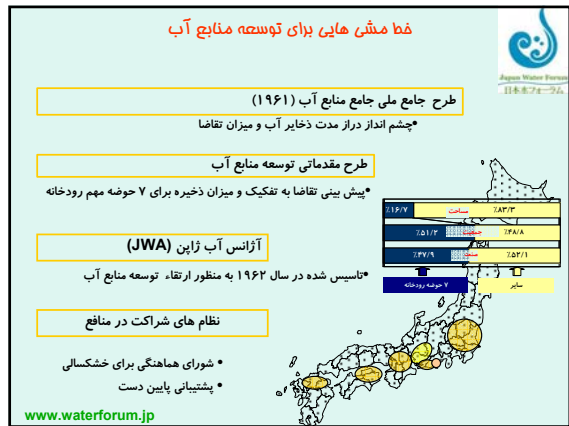 خط مشی هایی برای توسعه منابع آب
Japan Water Forum
日本水フォーラム
طرح جامع ملی جامع منابع آب (۱۹۶۱)
•چشم انداز دراز مدت ذخایر آب و میزان تقاضا
طرح مقدماتی توسعه منابع آب
•پیش بینی تقاضا به تفکیک و میزان ذخیره برای ۷ حوضه مهم رودخانه
٪۱۶/۷ مساحت ٪۸۳/۳
٪۵۱/۲ جمعیت ٪۴۸/۸
٪۴۷/۹ صنعت ٪۵۲/۱
۷ حوضه رودخانه
سایر
آژانس آب ژاپن (JWA)
•تاسیس شده در سال ۱۹۶۲ به منظور ارتقاء توسعه منابع آب
نظام های شراکت در منافع
• شورای هماهنگی برای خشکسالی
• پشتیبانی پایین دست
www.waterforum.jp